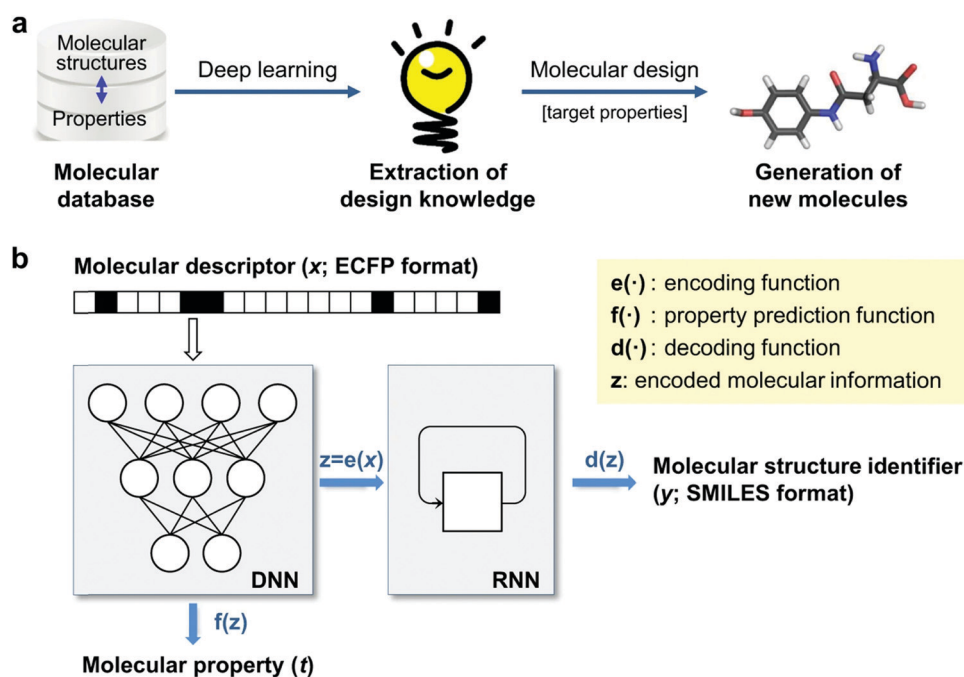 a
Molecular
structures
Properties
Molecular
database
Deep learning
Extraction of
design knowledge
Molecular design
[target properties]
Generation of
new molecules
b
Molecular descriptor (x; ECFP format)
e(·) : encoding function
f(·) : property prediction function
d(·) : decoding function
z: encoded molecular information
DNN
z=e(x)
RNN
d(z)
Molecular structure identifier
(y; SMILES format)
f(z)
Molecular property (t)